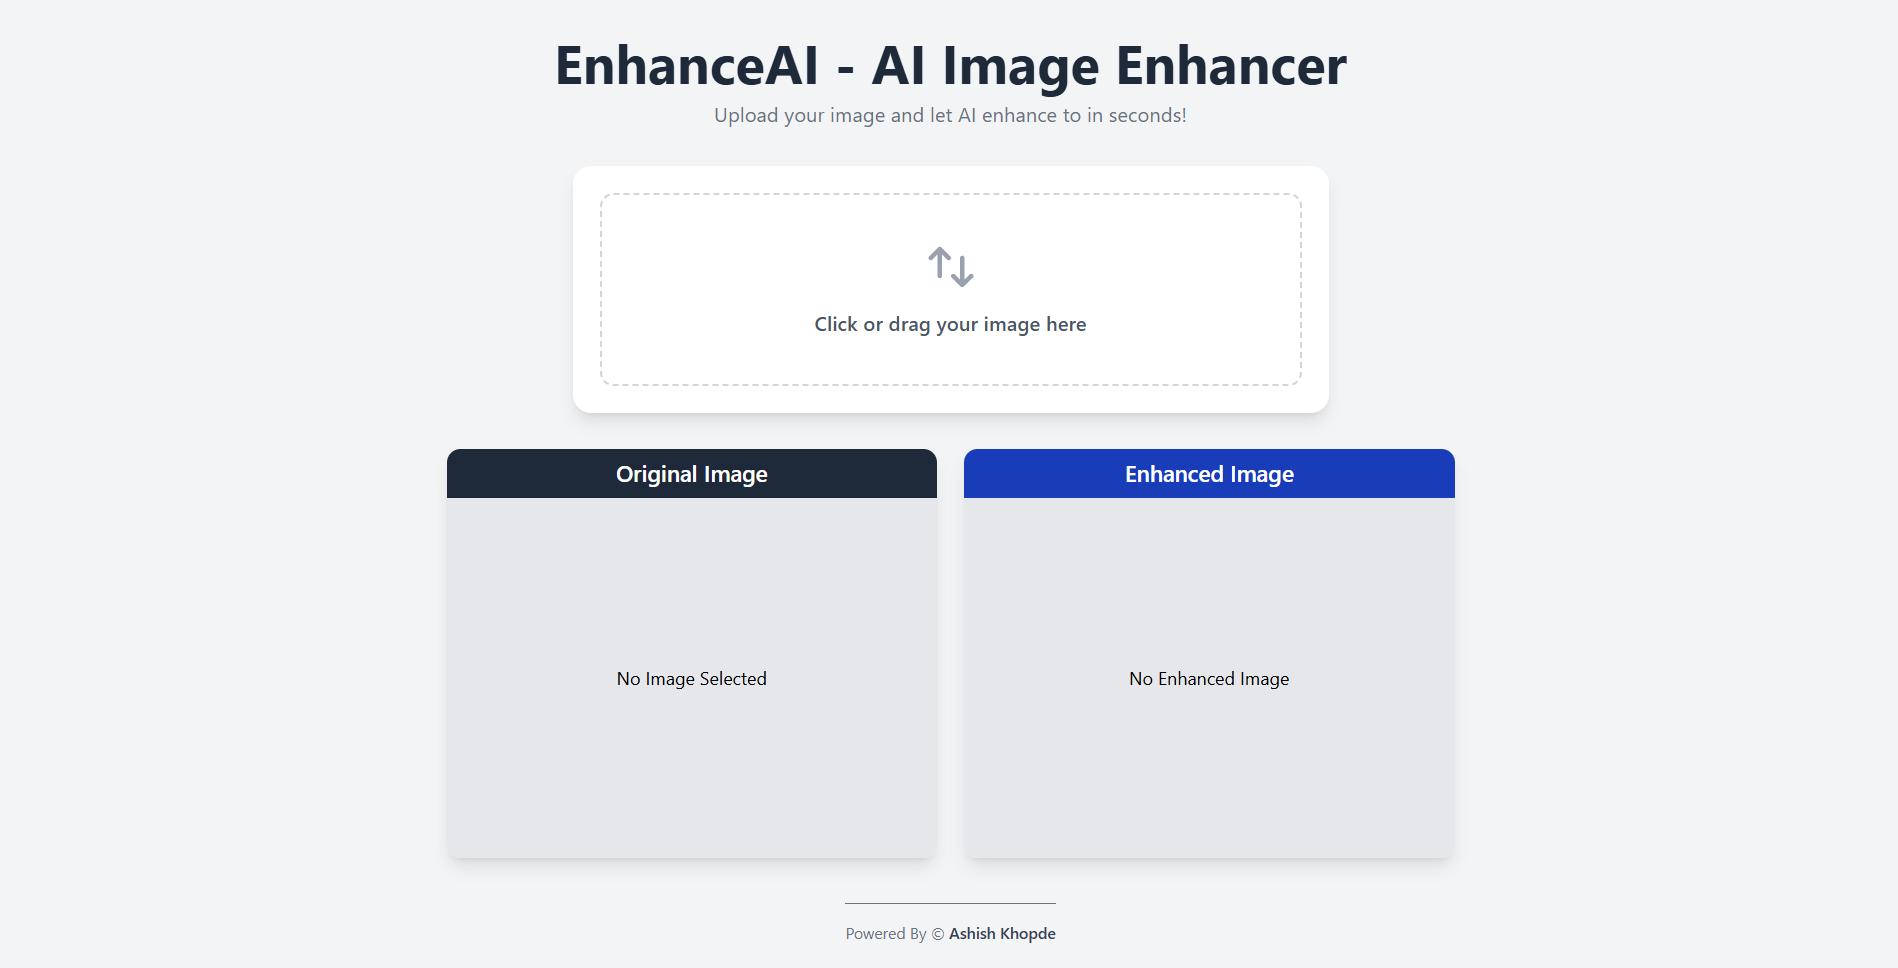 EnhanceAI - AI Image Enhancer
Upload your image and let AI enhance to in seconds!
Click or drag your image here
Original Image
No Image Selected
Enhanced Image
No Enhanced Image
Powered By © Ashish Khopde